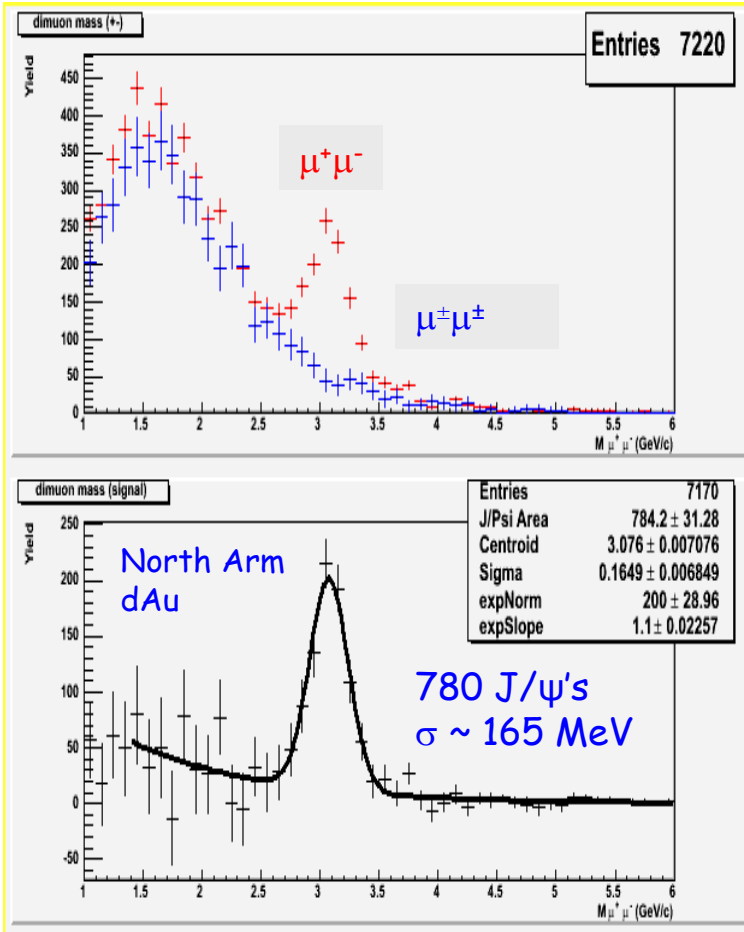 dimuon mass (+-)
Entries 7220
Yield
450
400
350
300
250
200
150
100
50
0
μ⁺μ⁻
μ±μ±
1 1.5 2 2.5 3 3.5 4 4.5 5 5.5 6
M μ⁺ μ⁻ (GeV/c)
dimuon mass (signal)
Entries 7170
J/Psi Area 784.2 ± 31.28
Centroid 3.076 ± 0.007076
Sigma 0.1649 ± 0.006849
expNorm 200 ± 28.96
expSlope 1.1 ± 0.02257
Yield
250
200
150
100
50
0
-50
North Arm
dAu
780 J/ψ's
σ ~ 165 MeV
1 1.5 2 2.5 3 3.5 4 4.5 5 5.5 6
M μ⁺ μ⁻ (GeV/c)